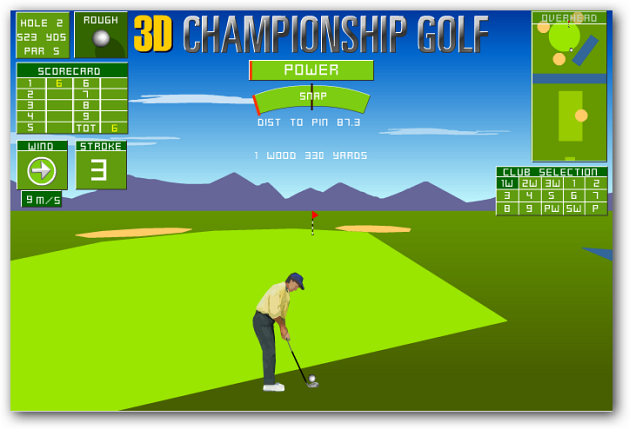 HOLE 2
523 YDS
PAR 5
ROUGH
3D CHAMPIONSHIP GOLF
OVERHEAD
POWER
SNAP
DIST TO PIN 87.3
1 WOOD 330 YARDS
SCORECARD
1 6 6
2 7
3 8
4 9
5 TOT 6
WIND
9 M/S
STROKE
3
CLUB SELECTION
1W 2W 3W 1 2
3 4 5 6 7
8 9 PW SW P